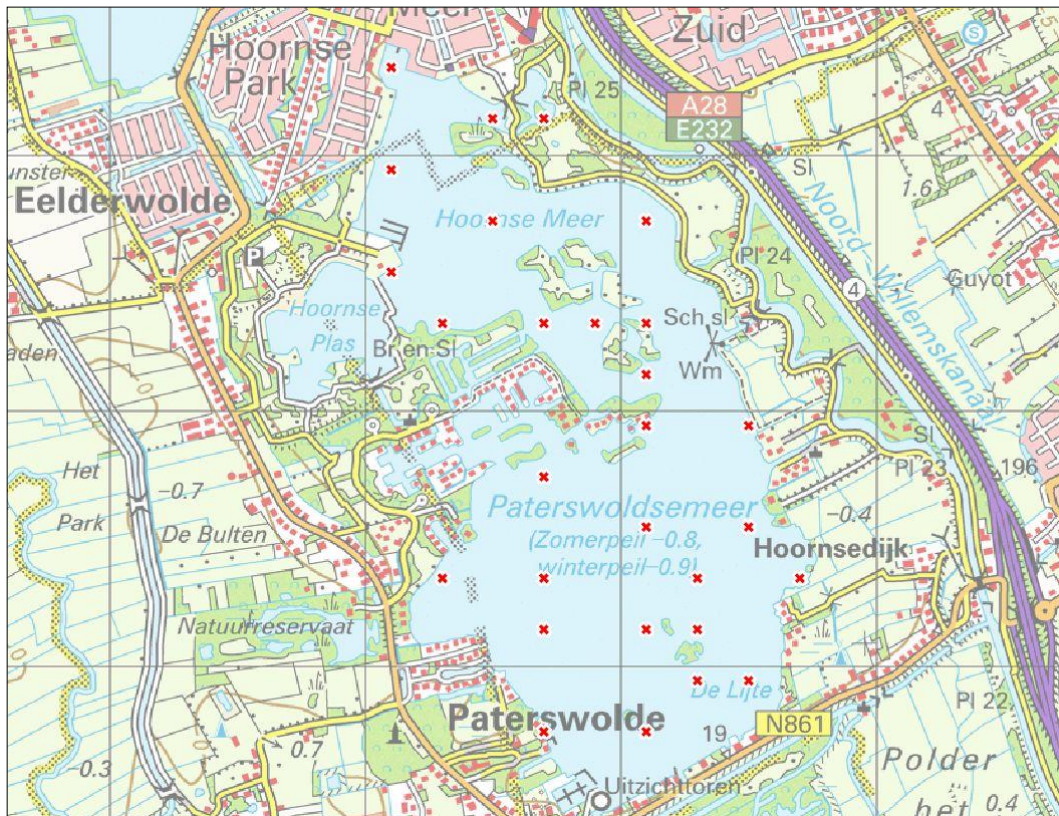 Meer
Zuid
S
Hoornse
Park
Pl 25
A28
E232
4
Sl
1.6
Eelderwolde
Noord-Willemskanaal
Hoornse Meer
P
Pl 24
4
Guyot
Hoornse
Plas
Sch sl
Br en Sl
Wm
Het
Park
-0.7
De Bulten
Sl
Pl 23
196
Paterswoldsemeer
(Zomerpeil -0.8,
winterpeil-0.9)
-0.4
Hoornsedijk
Natuurreservaat
De Lijte
Pl 22
Paterswolde
19
N861
0.7
-0.3
Uitzichttoren
Polder
het
0.4